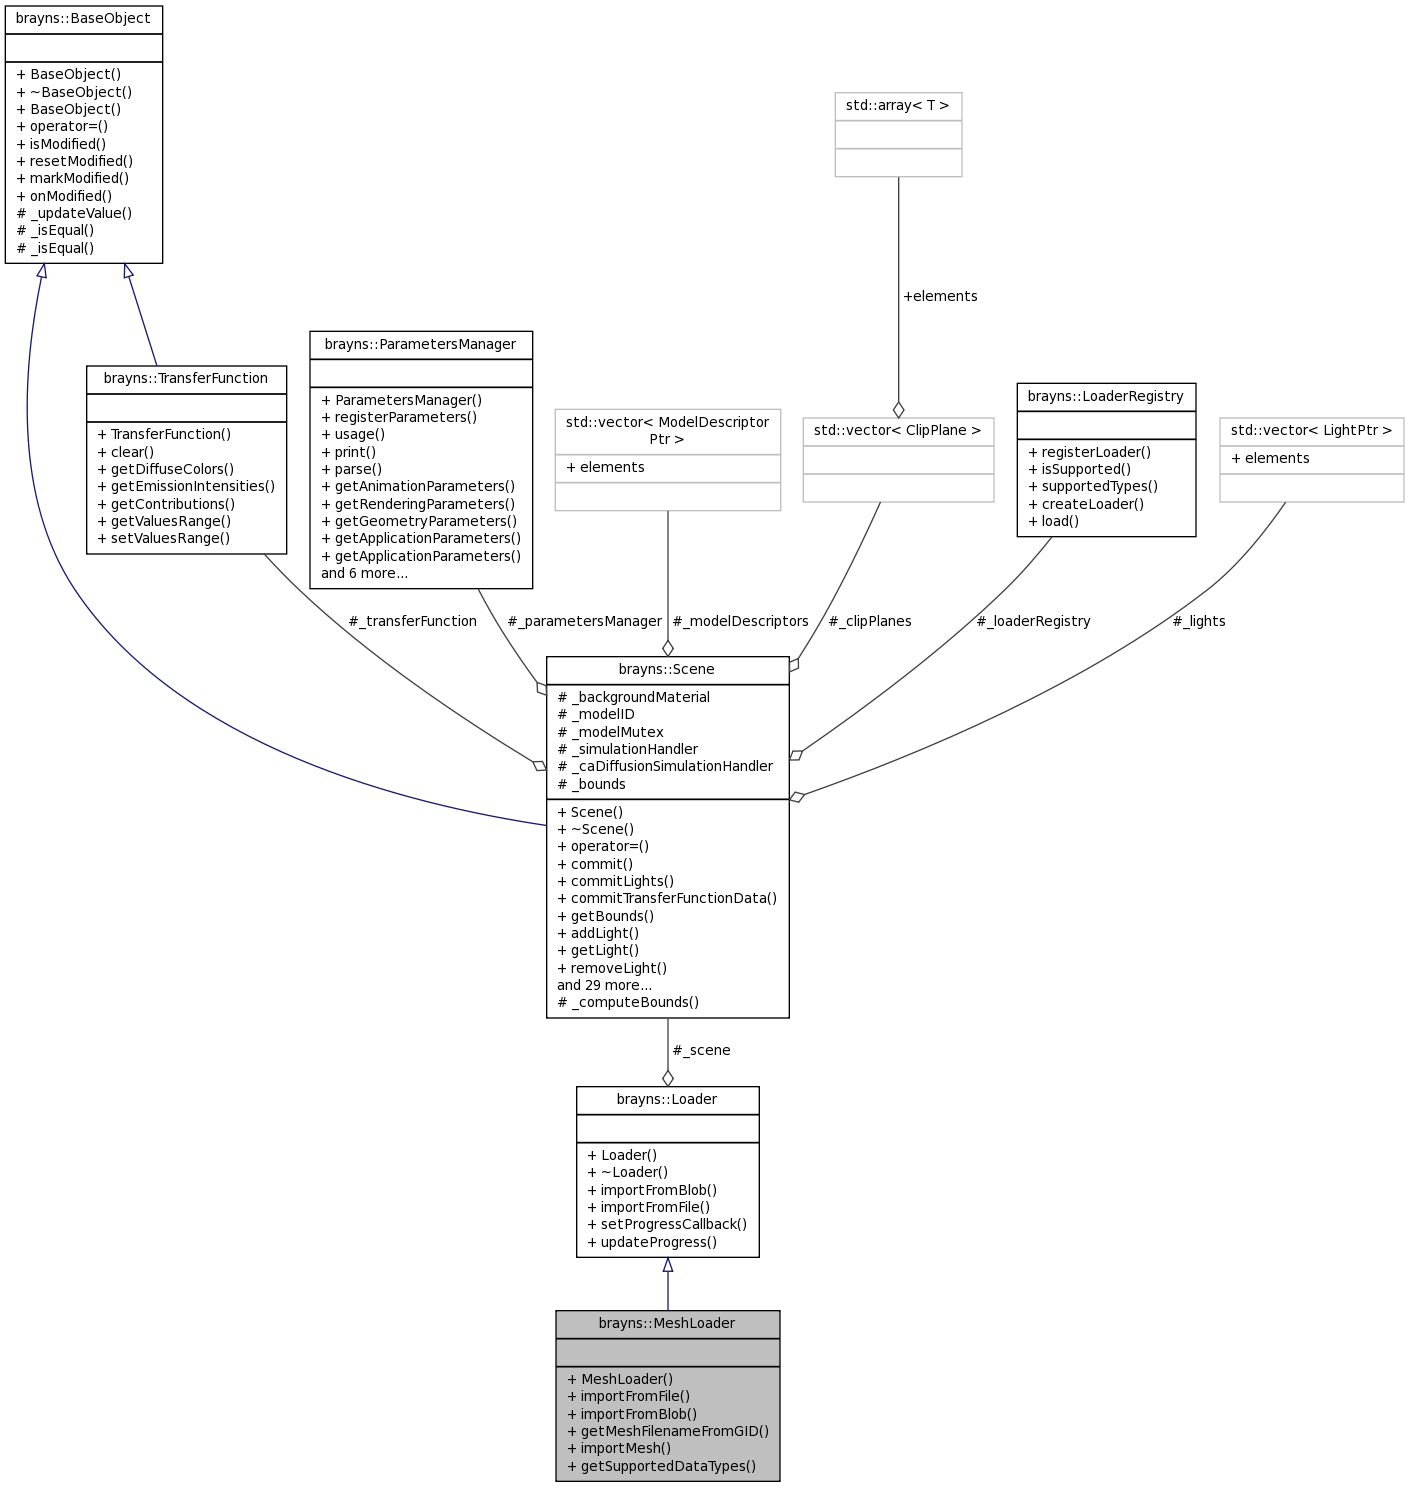 brayns::BaseObject
+ BaseObject()
+ ~BaseObject()
+ BaseObject()
+ operator=()
+ isModified()
+ resetModified()
+ markModified()
+ onModified()
# _updateValue()
# _isEqual()
# _isEqual()
std::array< T >
+elements
brayns::TransferFunction
+ TransferFunction()
+ clear()
+ getDiffuseColors()
+ getEmissionIntensities()
+ getContributions()
+ getValuesRange()
+ setValuesRange()
brayns::ParametersManager
+ ParametersManager()
+ registerParameters()
+ usage()
+ print()
+ parse()
+ getAnimationParameters()
+ getRenderingParameters()
+ getGeometryParameters()
+ getApplicationParameters()
+ getApplicationParameters()
and 6 more...
std::vector< ModelDescriptor
Ptr >
+ elements
std::vector< ClipPlane >
brayns::LoaderRegistry
+ registerLoader()
+ isSupported()
+ supportedTypes()
+ createLoader()
+ load()
std::vector< LightPtr >
+ elements
#_transferFunction
#_parametersManager
#_modelDescriptors
#_clipPlanes
#_loaderRegistry
#_lights
brayns::Scene
# _backgroundMaterial
# _modelID
# _modelMutex
# _simulationHandler
# _caDiffusionSimulationHandler
# _bounds
+ Scene()
+ ~Scene()
+ operator=()
+ commit()
+ commitLights()
+ commitTransferFunctionData()
+ getBounds()
+ addLight()
+ getLight()
+ removeLight()
and 29 more...
# _computeBounds()
#_scene
brayns::Loader
+ Loader()
+ ~Loader()
+ importFromBlob()
+ importFromFile()
+ setProgressCallback()
+ updateProgress()
brayns::MeshLoader
+ MeshLoader()
+ importFromFile()
+ importFromBlob()
+ getMeshFilenameFromGID()
+ importMesh()
+ getSupportedDataTypes()